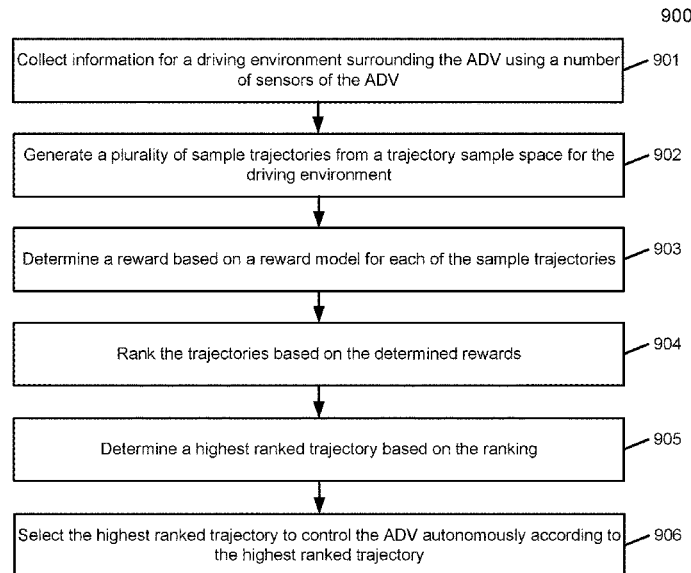 900
Collect information for a driving environment surrounding the ADV using a number
of sensors of the ADV
901
Generate a plurality of sample trajectories from a trajectory sample space for the
driving environment
902
Determine a reward based on a reward model for each of the sample trajectories
903
Rank the trajectories based on the determined rewards
904
Determine a highest ranked trajectory based on the ranking
905
Select the highest ranked trajectory to control the ADV autonomously according to
the highest ranked trajectory
906